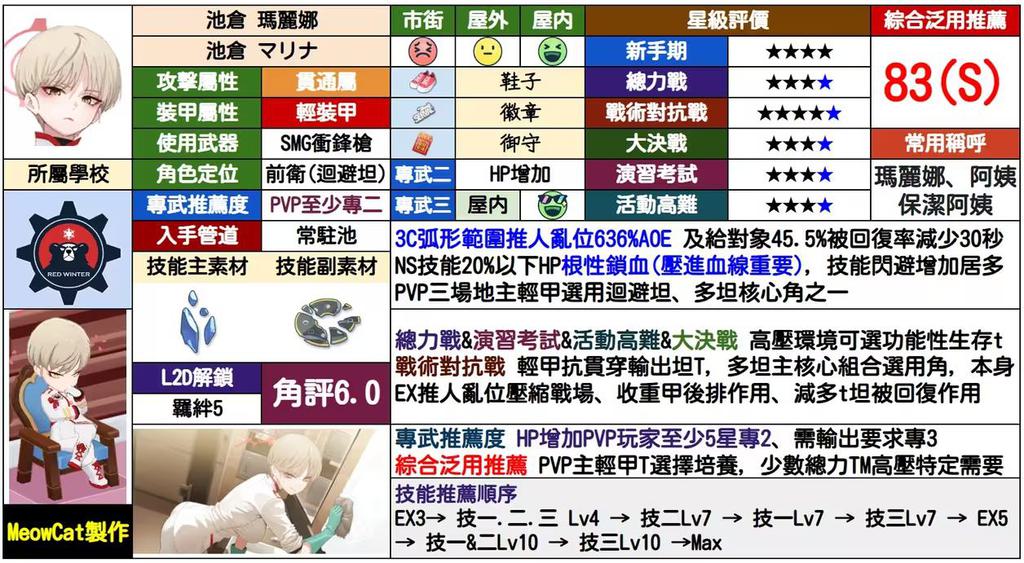 池倉 瑪麗娜
池倉 マリナ
市街 屋外 屋内
星級評價
綜合泛用推薦
新手期 ★★★★
83(S)
攻擊屬性 貫通屬
鞋子
總力戰 ★★★★
裝甲屬性 輕裝甲
徽章
戰術對抗戰 ★★★★★
使用武器 SMG衝鋒槍
御守
大決戰 ★★★★
常用稱呼
所屬學校
角色定位 前衛(迴避坦)
專武二 HP增加
演習考試 ★★★★
瑪麗娜、阿姨
保潔阿姨
專武推薦度 PVP至少專二
專武三 屋內
活動高難 ★★★★
RED WINTER
入手管道 常駐池
技能主素材 技能副素材
3C弧形範圍推人亂位636%AOE 及給對象45.5%被回復率減少30秒
NS技能20%以下HP根性鎖血(壓進血線重要), 技能閃避增加居多
PVP三場地主輕甲選用迴避坦、多坦核心角之一
L2D解鎖
羈絆5
角評6.0
總力戰&演習考試&活動高難&大決戰 高壓環境可選功能性生存t
戰術對抗戰 輕甲抗貫穿輸出坦T, 多坦主核心組合選用角, 本身
EX推人亂位壓縮戰場、收重甲後排作用、減多t坦被回復作用
專武推薦度 HP增加PVP玩家至少5星專2、需輸出要求專3
綜合泛用推薦 PVP主輕甲T選擇培養, 少數總力TM高壓特定需要
技能推薦順序
EX3→ 技一.二.三 Lv4 → 技二Lv7 → 技一Lv7 → 技三Lv7 → EX5
→ 技一&二Lv10 → 技三Lv10 →Max
MeowCat製作